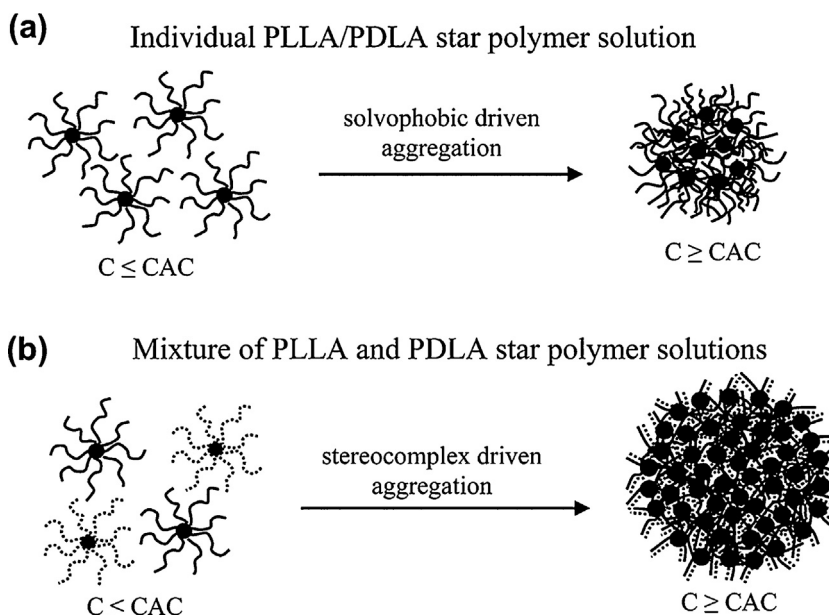 (a)
Individual PLLA/PDLA star polymer solution
solvophobic driven
aggregation
C ≤ CAC
C ≥ CAC
(b)
Mixture of PLLA and PDLA star polymer solutions
stereocomplex driven
aggregation
C < CAC
C ≥ CAC